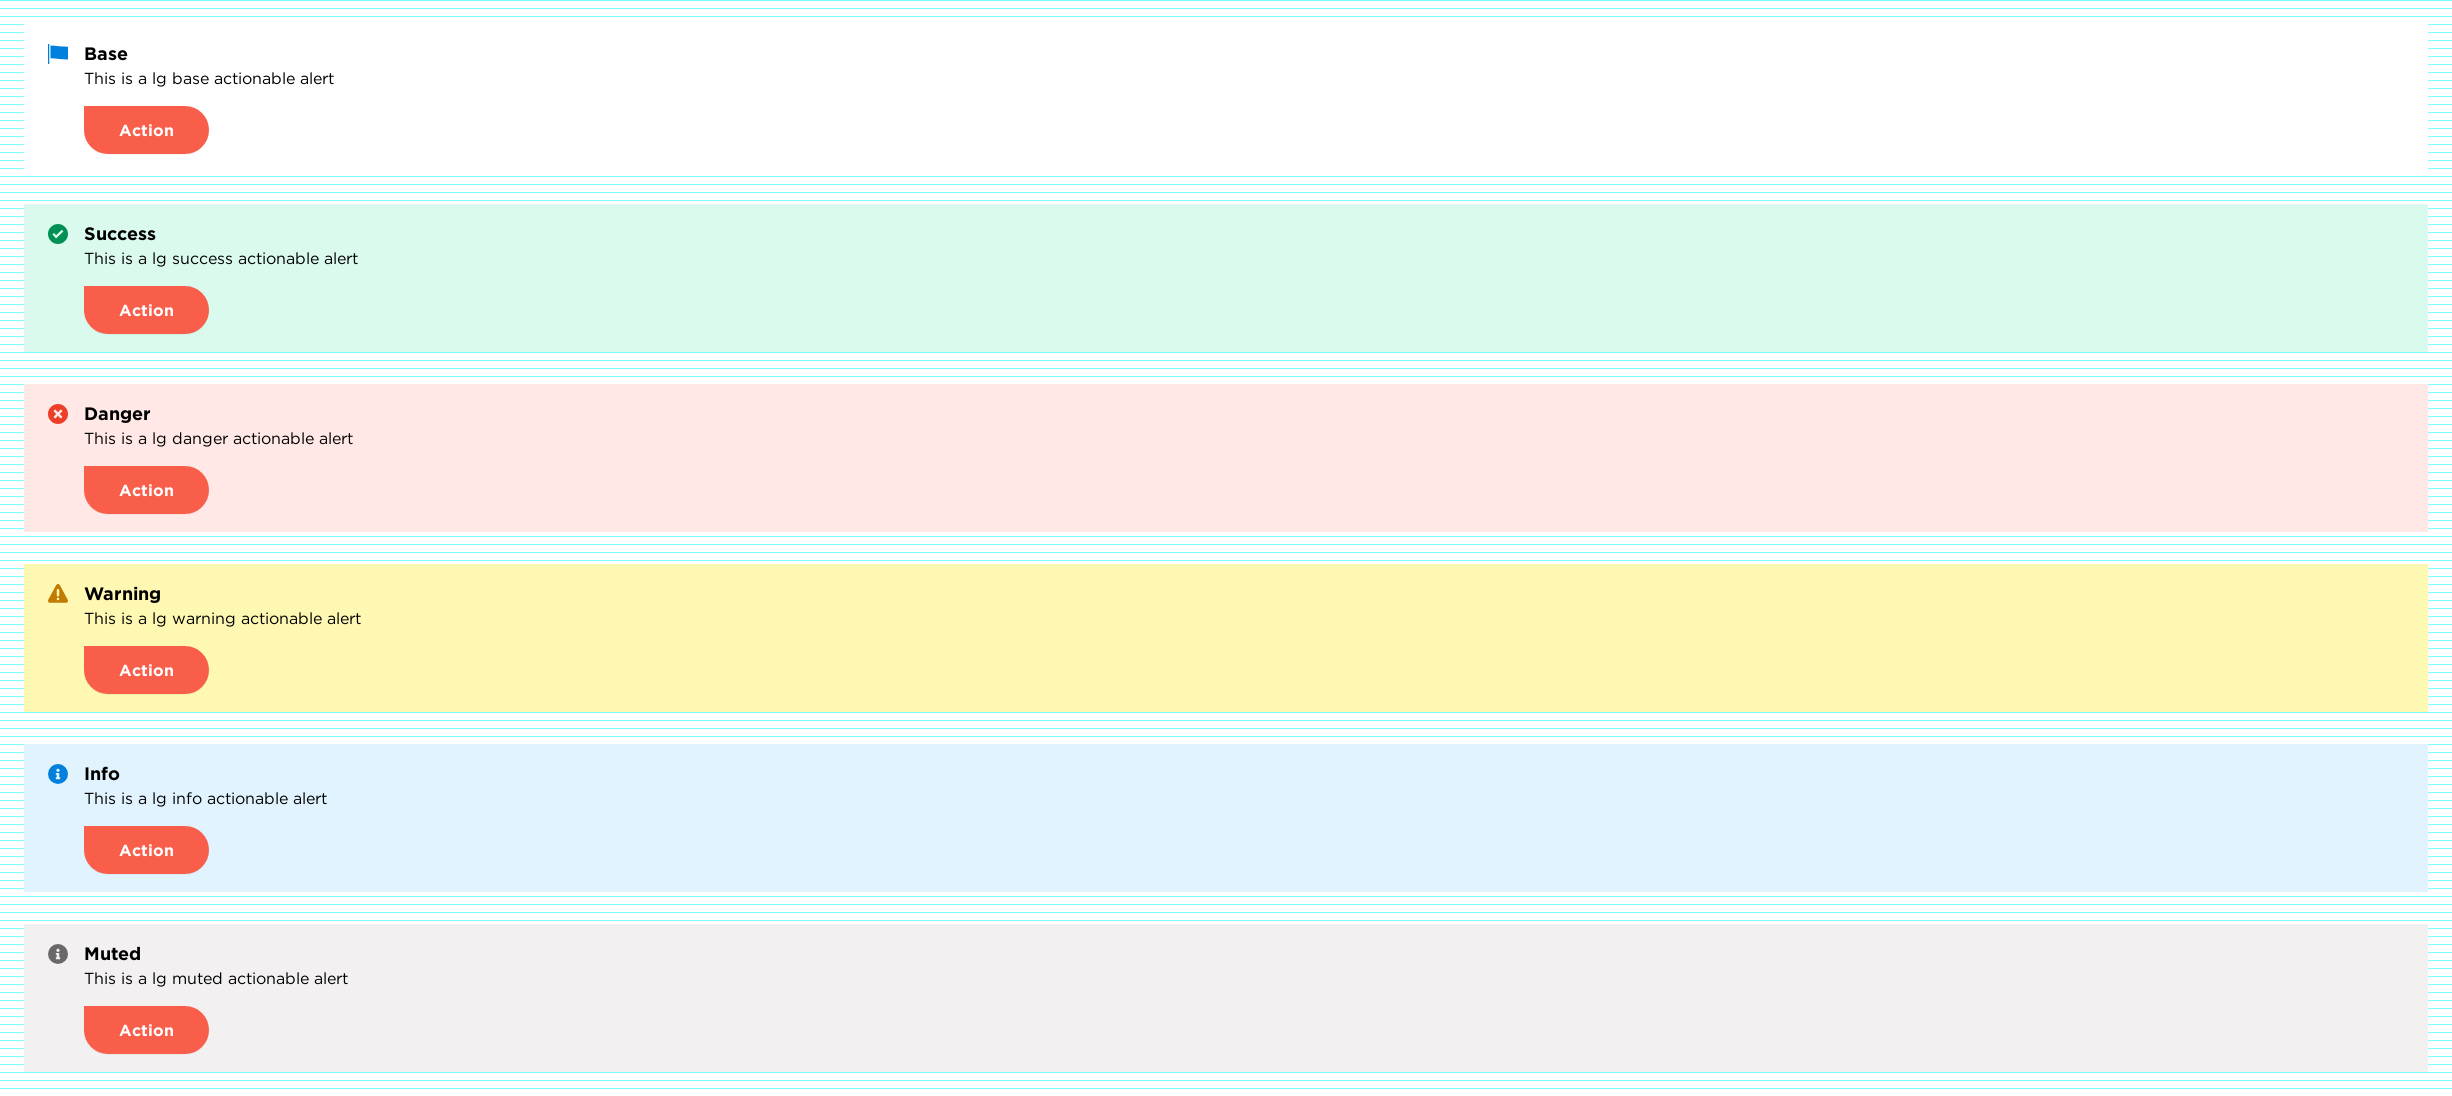 Base
This is a lg base actionable alert
Action
Success
This is a lg success actionable alert
Action
Danger
This is a lg danger actionable alert
Action
Warning
This is a lg warning actionable alert
Action
Info
This is a lg info actionable alert
Action
Muted
This is a lg muted actionable alert
Action